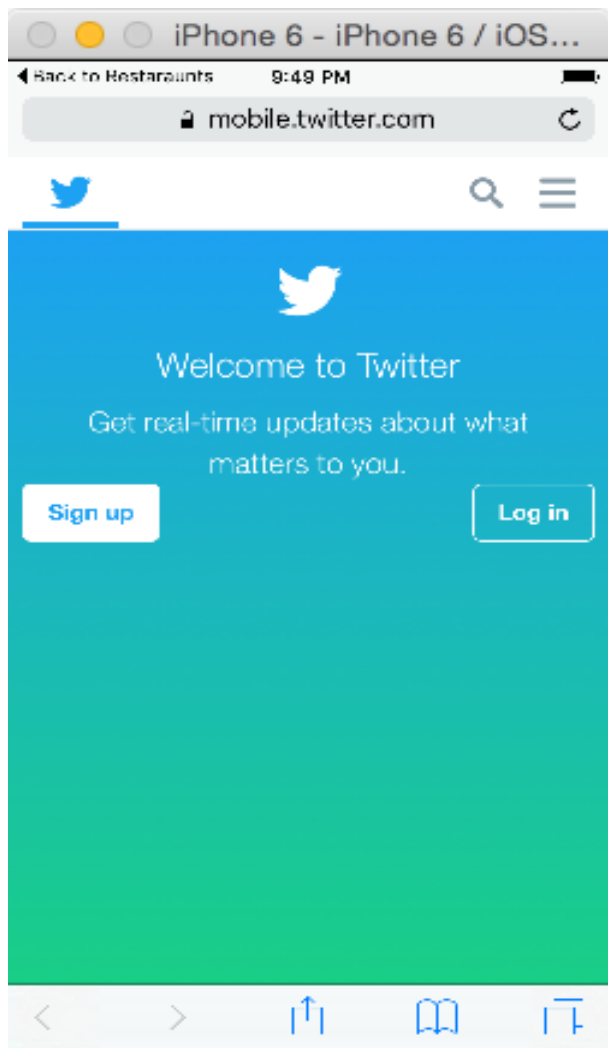 iPhone 6 - iPhone 6 / iOS...
Back to Restaraunts 9:49 PM
mobile.twitter.com
Welcome to Twitter
Get real-time updates about what
matters to you.
Sign up Log in